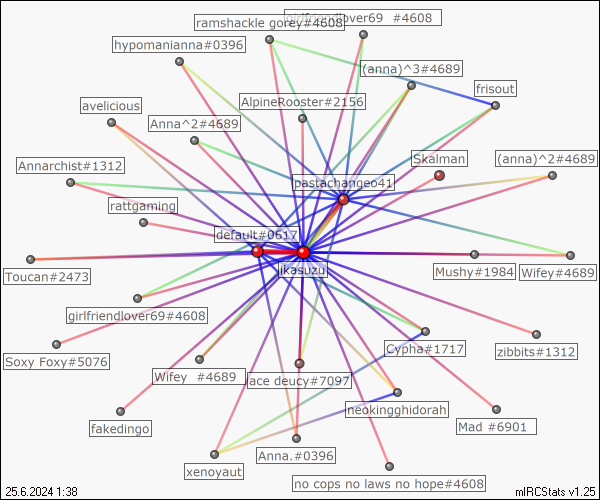 girlfriendlover69 #4608
ramshackle gorey#4608
hypomanianna#0396
(anna)^3#4689
frisout
AlpineRooster#2156
avelicious
Anna^2#4689
Skalman
(anna)^2#4689
Annarchist#1312
pastachangeo41
rattgaming
default#0617
jikasuzu
Toucan#2473
Mushy#1984
Wifey#4689
girlfriendlover69#4608
Cypha#1717
zibbits#1312
Soxy Foxy#5076
Wifey #4689
ace deucy#7097
neokingghidorah
fakedingo
Mad #6901
Anna.#0396
xenoyaut
no cops no laws no hope#4608
25.6.2024 1:38
mIRCStats v1.25